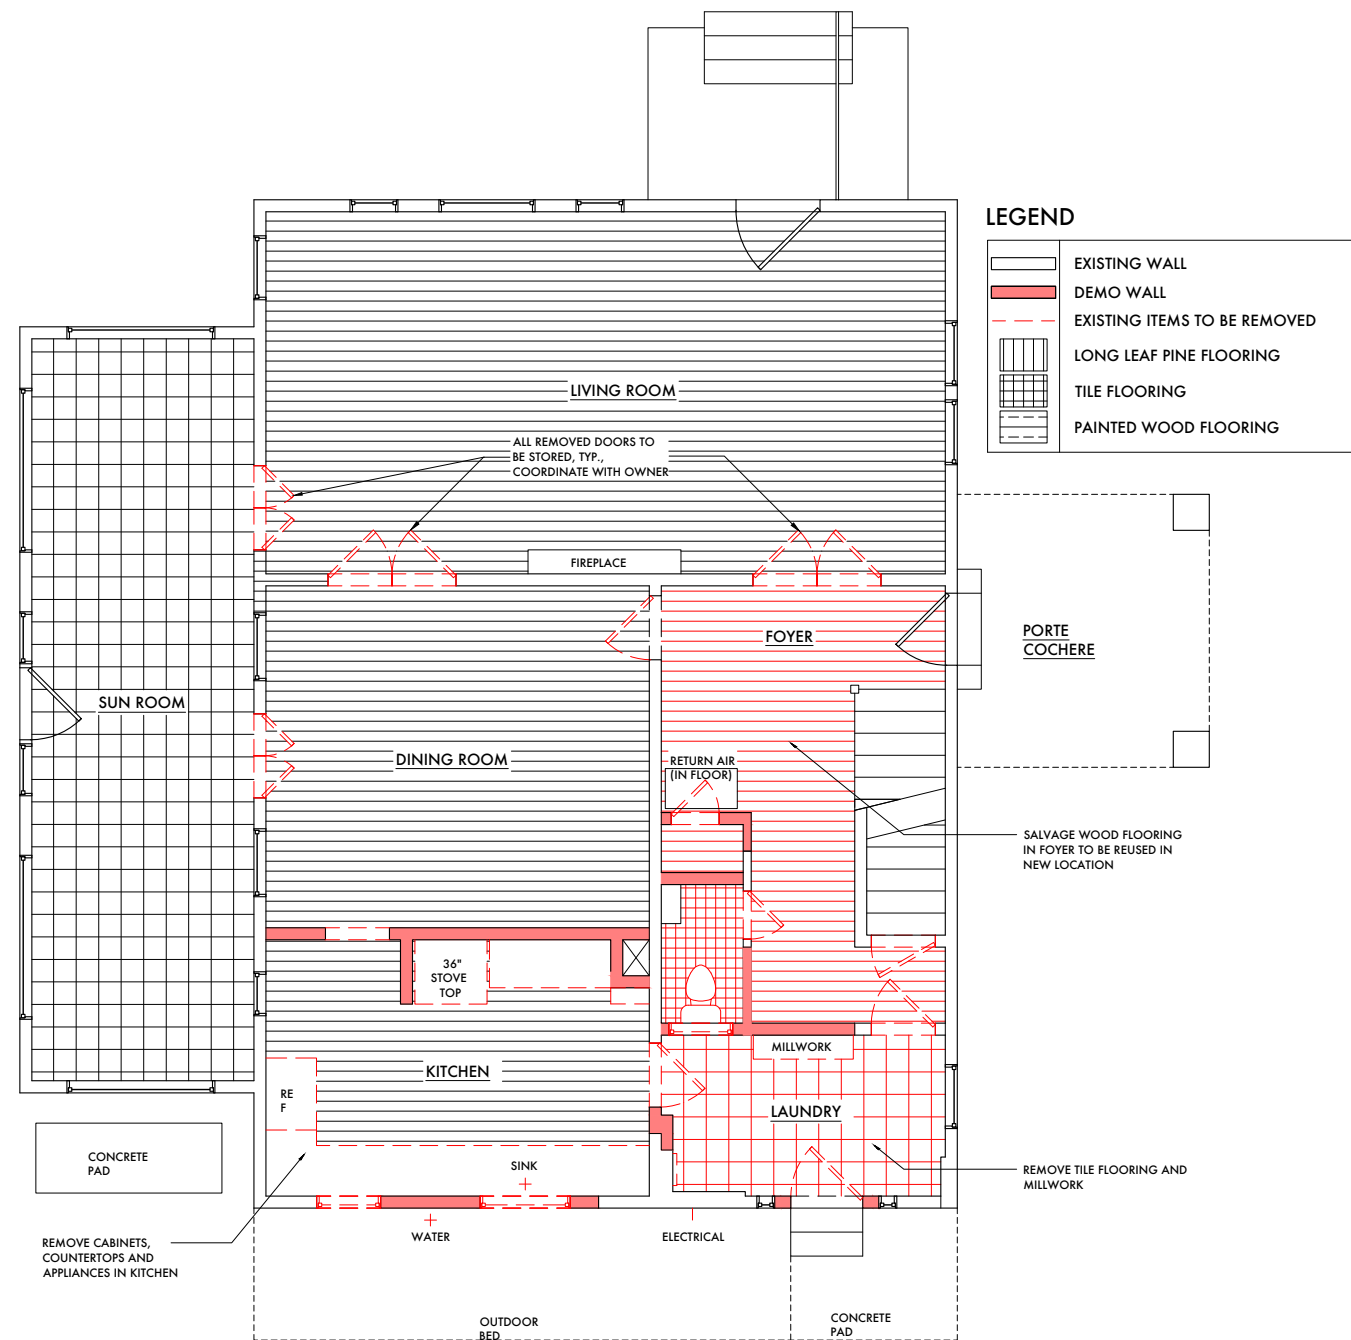 LEGEND
EXISTING WALL
DEMO WALL
EXISTING ITEMS TO BE REMOVED
LONG LEAF PINE FLOORING
TILE FLOORING
PAINTED WOOD FLOORING
LIVING ROOM
ALL REMOVED DOORS TO
BE STORED, TYP.,
COORDINATE WITH OWNER
FIREPLACE
FOYER
PORTE
COCHERE
SUN ROOM
DINING ROOM
RETURN AIR
(IN FLOOR)
SALVAGE WOOD FLOORING
IN FOYER TO BE REUSED IN
NEW LOCATION
36"
STOVE
TOP
MILLWORK
KITCHEN
RE
F
LAUNDRY
CONCRETE
PAD
SINK
REMOVE TILE FLOORING AND
MILLWORK
WATER
ELECTRICAL
REMOVE CABINETS,
COUNTERTOPS AND
APPLIANCES IN KITCHEN
OUTDOOR
BED
CONCRETE
PAD